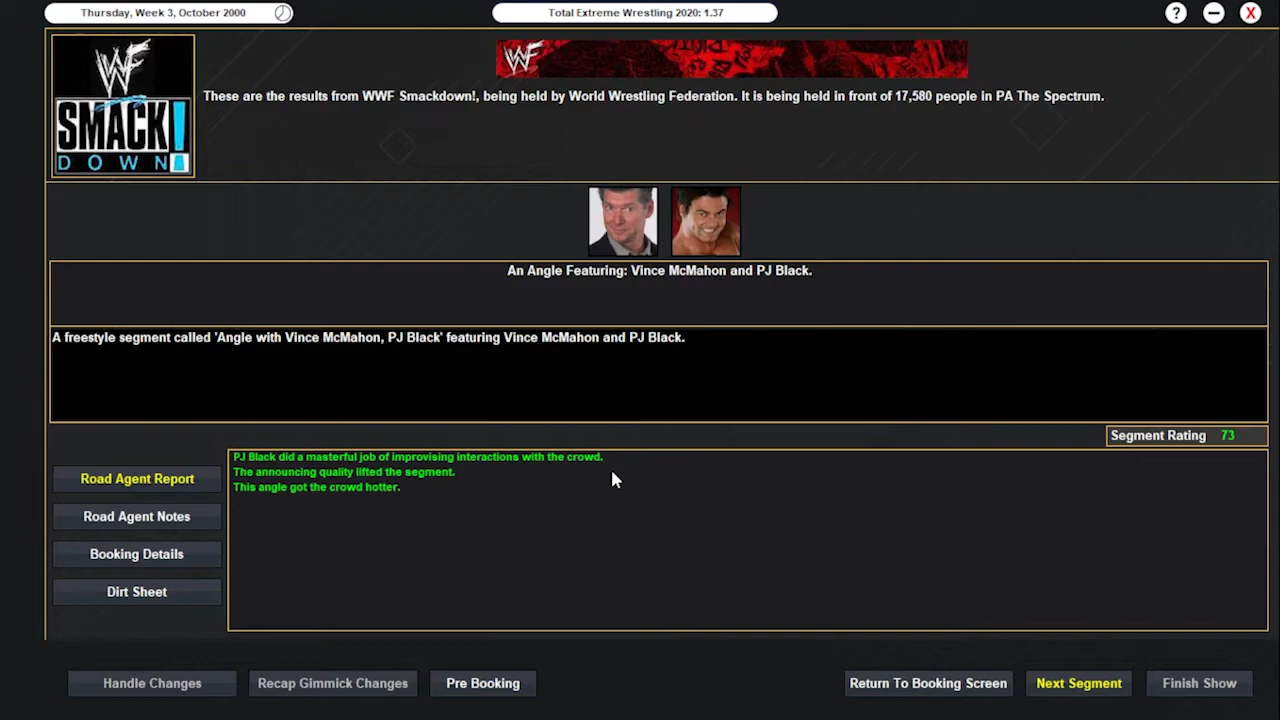 Thursday, Week 3, October 2000
Total Extreme Wrestling 2020: 1.37
?
X
WF
SMACK
DOWN!
WF
These are the results from WWF Smackdown!, being held by World Wrestling Federation. It is being held in front of 17,580 people in PA The Spectrum.
An Angle Featuring: Vince McMahon and PJ Black.
A freestyle segment called 'Angle with Vince McMahon, PJ Black' featuring Vince McMahon and PJ Black.
Segment Rating 73
Road Agent Report
Road Agent Notes
Booking Details
Dirt Sheet
PJ Black did a masterful job of improvising interactions with the crowd.
The announcing quality lifted the segment.
This angle got the crowd hotter.
Handle Changes
Recap Gimmick Changes
Pre Booking
Return To Booking Screen
Next Segment
Finish Show